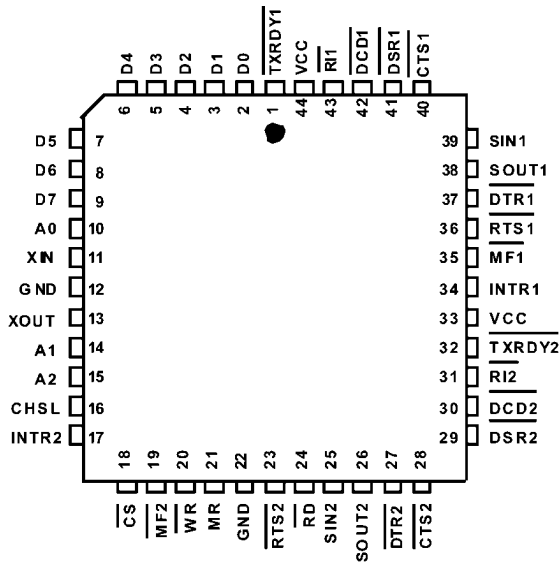 D4 D3 D2 D1 D0 TXRDY1 VCC RI1 DCD1 DSR1 CTS1
6 5 4 3 2 1 44 43 42 41 40
D5 7 39 SIN1
D6 8 38 SOUT1
D7 9 37 DTR1
A0 10 36 RTS1
XIN 11 35 MF1
GND 12 34 INTR1
XOUT 13 33 VCC
A1 14 32 TXRDY2
A2 15 31 RI2
CHSL 16 30 DCD2
INTR2 17 29 DSR2
18 19 20 21 22 23 24 25 26 27 28
CS MF2 WR MR GND RTS2 RD SIN2 SOUT2 DTR2 CTS2